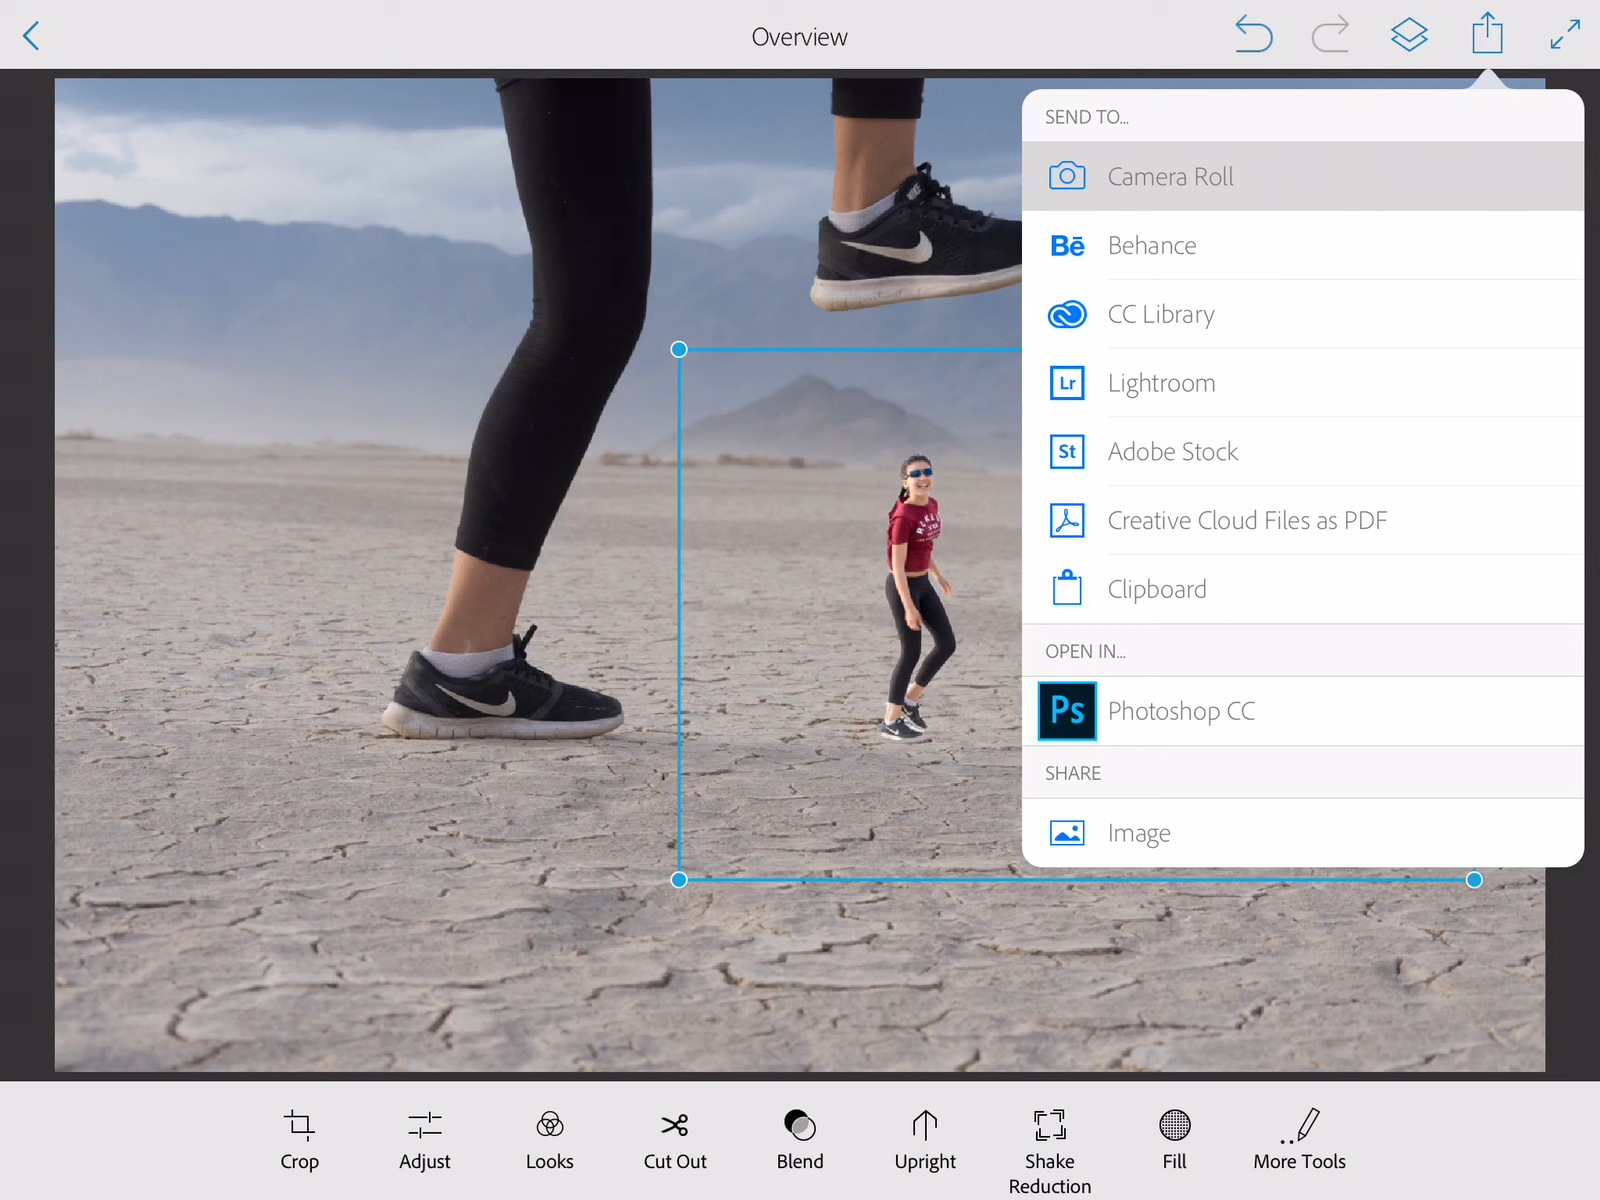 Overview
SEND TO...
Camera Roll
Bē Behance
CC Library
Lr Lightroom
St Adobe Stock
Creative Cloud Files as PDF
Clipboard
OPEN IN...
Ps Photoshop CC
SHARE
Image
Crop
Adjust
Looks
Cut Out
Blend
Upright
Shake
Reduction
Fill
More Tools